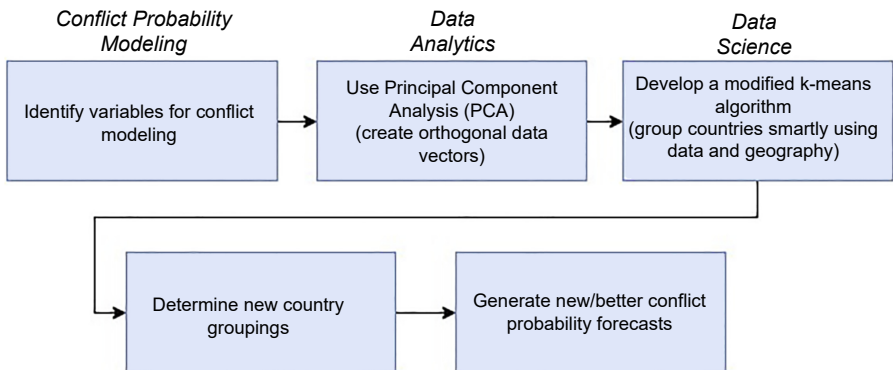 Conflict Probability
Modeling
Data
Analytics
Data
Science
Identify variables for conflict
modeling
Use Principal Component
Analysis (PCA)
(create orthogonal data
vectors)
Develop a modified k-means
algorithm
(group countries smartly using
data and geography)
Determine new country
groupings
Generate new/better conflict
probability forecasts